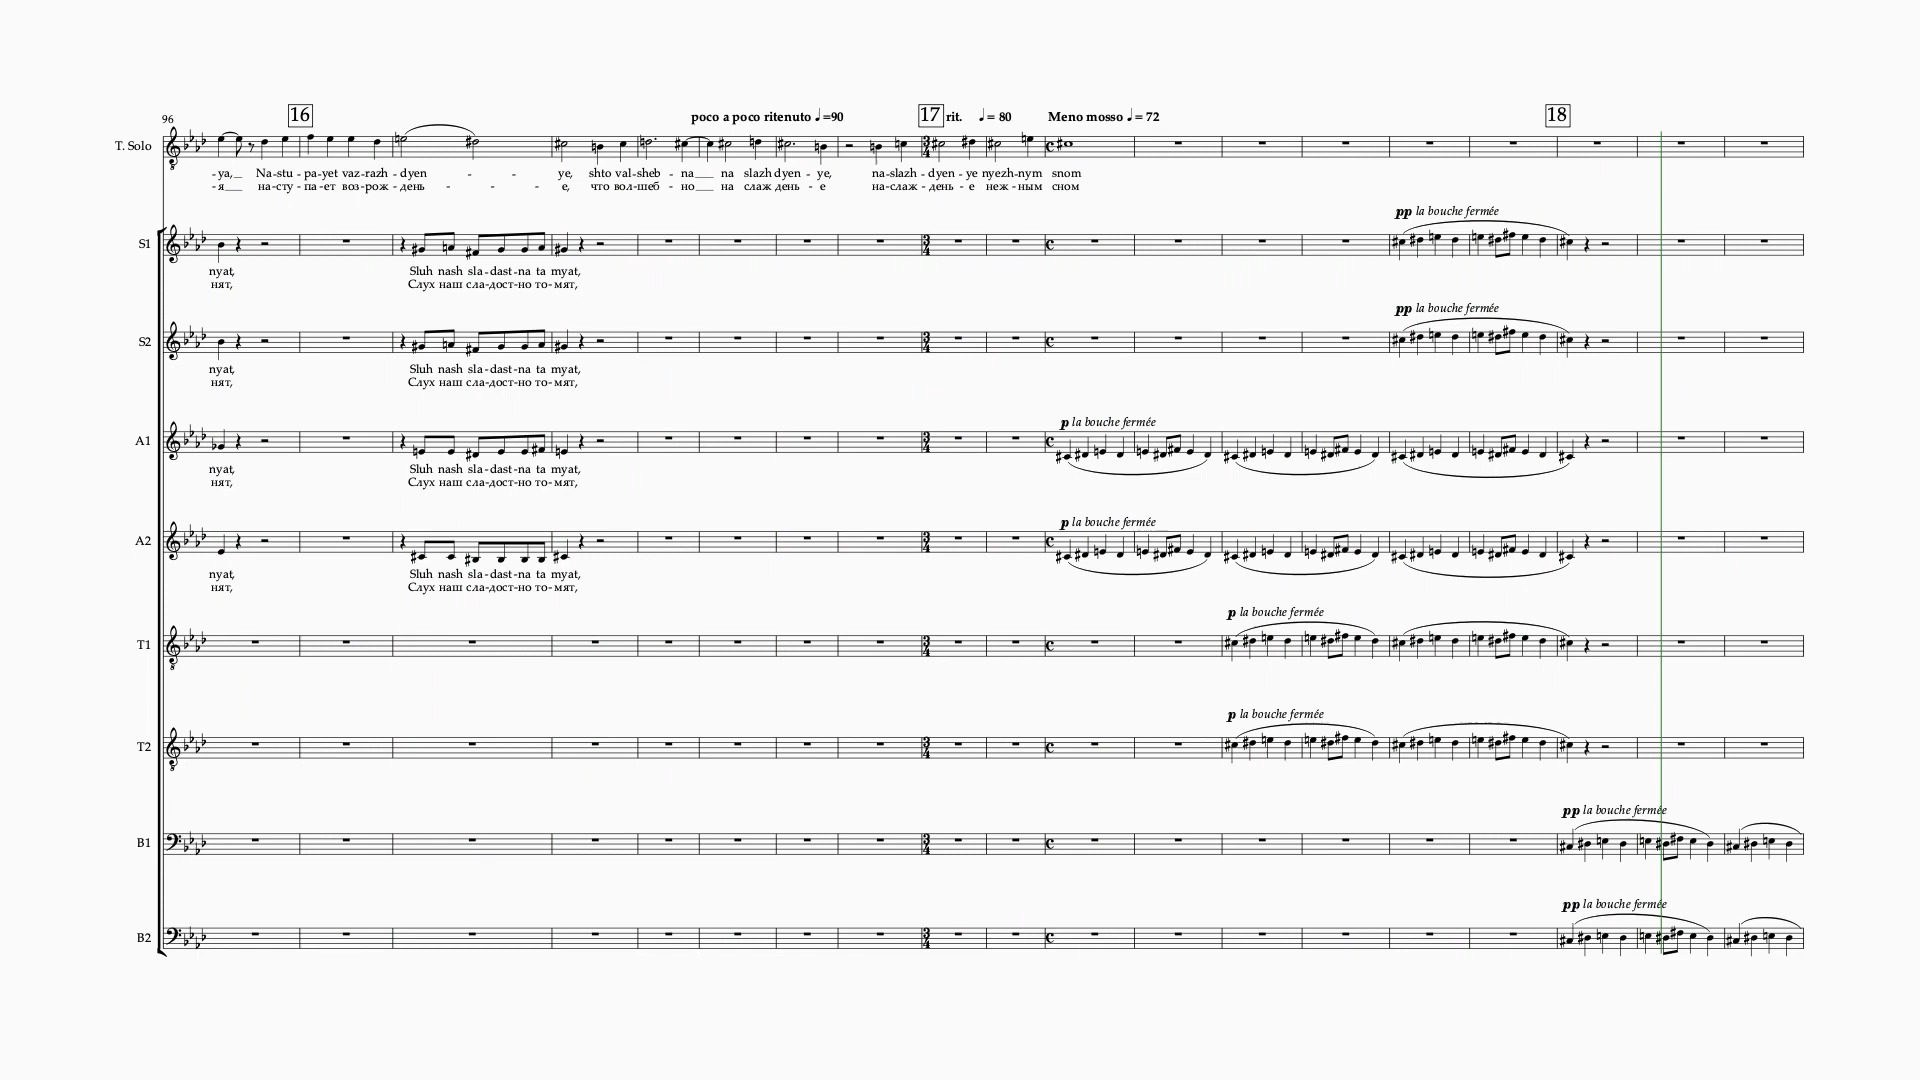 96
16
poco a poco ritenuto ♩=90
17 rit. ♩= 80
Meno mosso ♩= 72
18
T. Solo
-ya,_ Na-stu - pa-yet vaz-razh - dyen - - ye, shto val-sheb - na___ na slazh dyen - ye, na-slazh - dyen - ye nyezh-nym snom
-я___ на-сту - па-ет воз-рож - день - - - е, что вол-шеб - но___ на слаж день - е на-слаж - день - е неж - ным сном
pp la bouche fermée
S1
nyat, Sluh nash sla-dast-na ta myat,
нят, Слух наш сла-дост-но то-мят,
pp la bouche fermée
S2
nyat, Sluh nash sla-dast-na ta myat,
нят, Слух наш сла-дост-но то-мят,
p la bouche fermée
A1
nyat, Sluh nash sla-dast-na ta myat,
нят, Слух наш сла-дост-но то-мят,
p la bouche fermée
A2
nyat, Sluh nash sla-dast-na ta myat,
нят, Слух наш сла-дост-но то-мят,
p la bouche fermée
T1
p la bouche fermée
T2
pp la bouche fermée
B1
pp la bouche fermée
B2